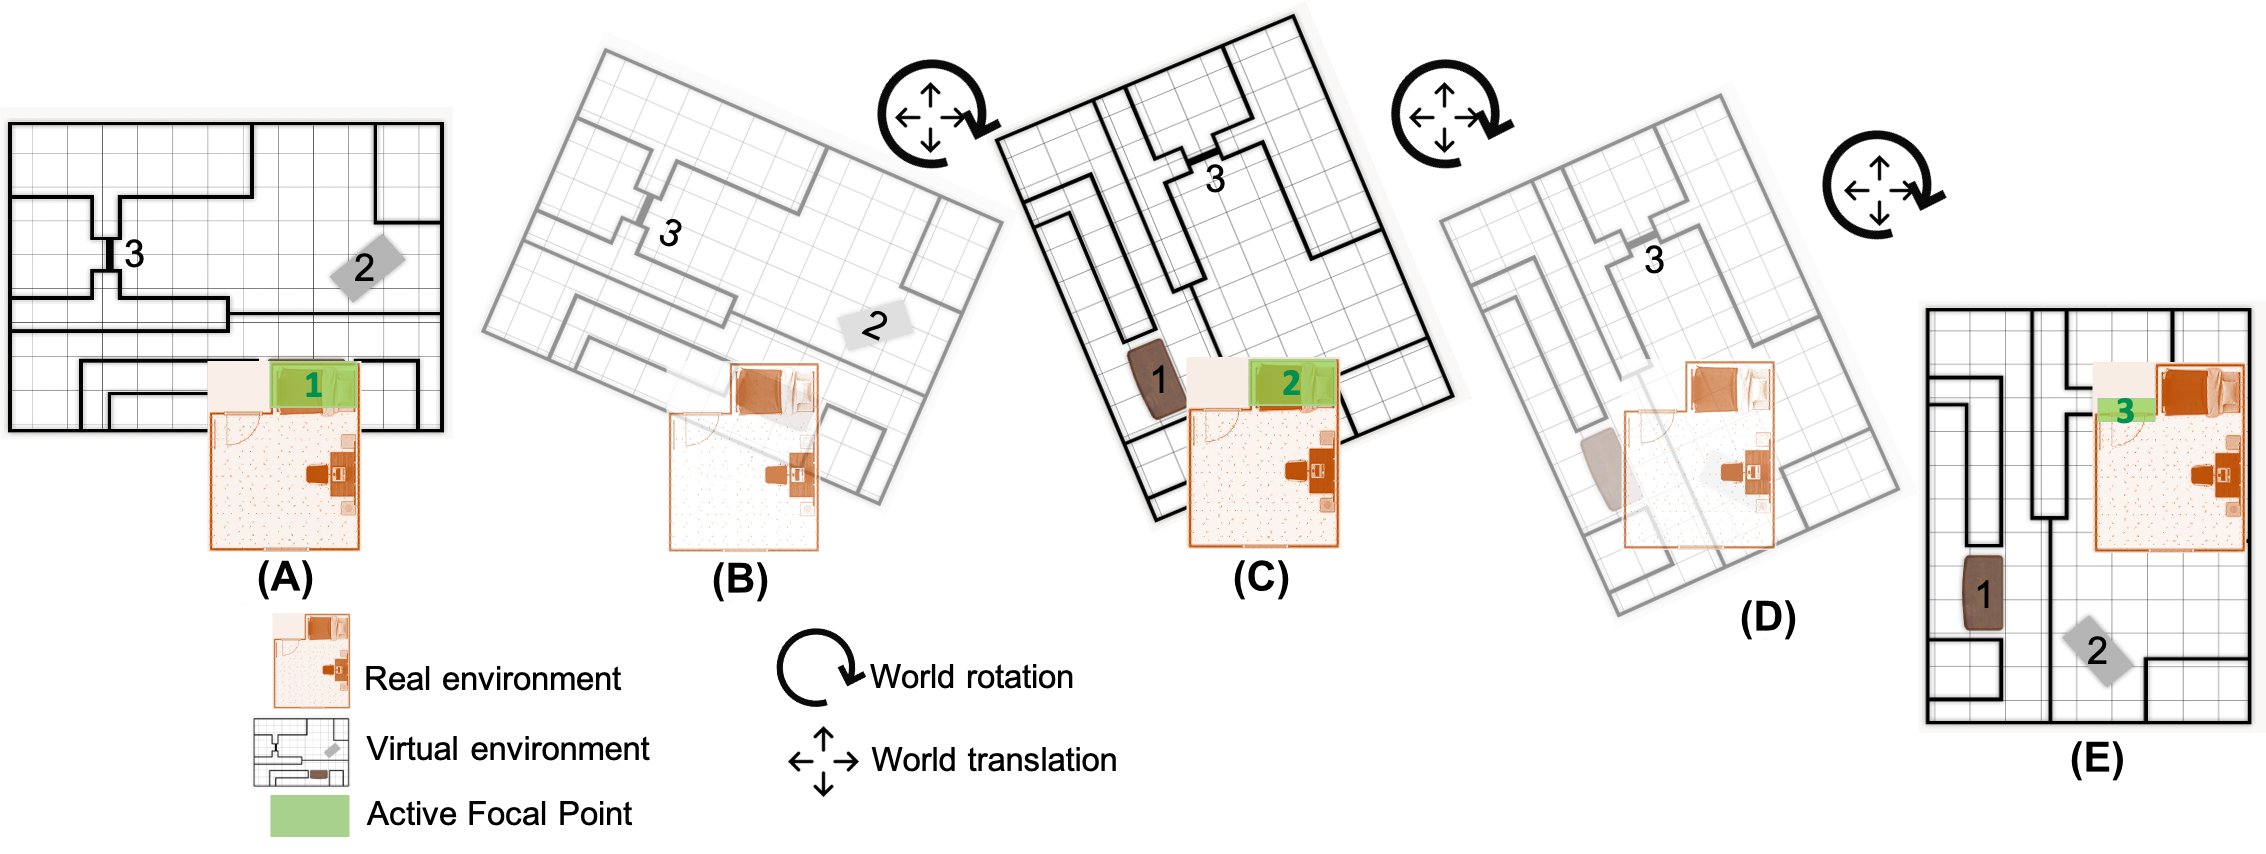 3
2
1
(A)
3
2
(B)
3
1
2
(C)
3
(D)
3
1
2
(E)
Real environment
Virtual environment
Active Focal Point
World rotation
World translation